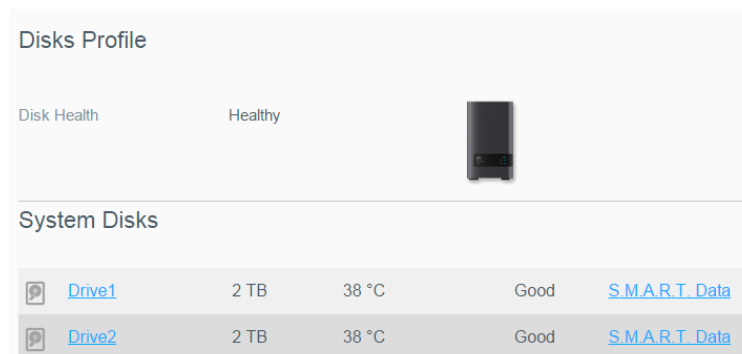 Disks Profile
Disk Health Healthy
System Disks
Drive1 2 TB 38 °C Good S.M.A.R.T. Data
Drive2 2 TB 38 °C Good S.M.A.R.T. Data